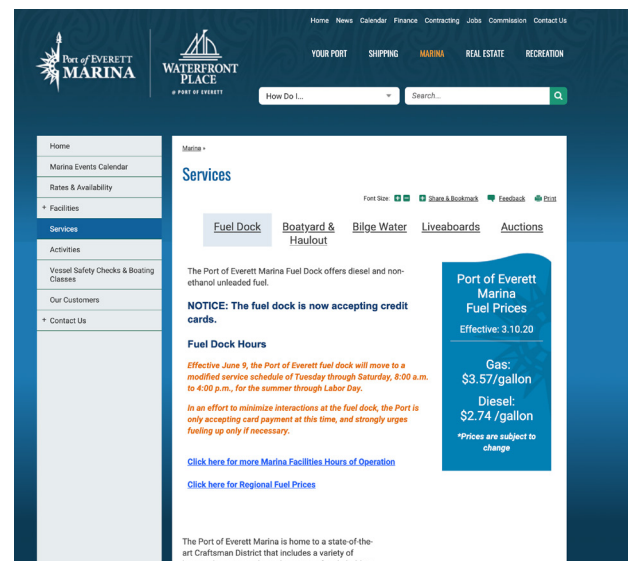 Home News Calendar Finance Contracting Jobs Commission Contact Us
Port of EVERETT
MARINA
WATERFRONT
PLACE
@ PORT OF EVERETT
YOUR PORT SHIPPING MARINA REAL ESTATE RECREATION
How Do I... Search...
Home
Marina Events Calendar
Rates & Availability
+ Facilities
Services
Activities
Vessel Safety Checks & Boating
Classes
Our Customers
+ Contact Us
Marina ›
Services
Font Size: + - + Share & Bookmark Feedback Print
Fuel Dock Boatyard & Bilge Water Liveaboards Auctions
Haulout
The Port of Everett Marina Fuel Dock offers diesel and non-
ethanol unleaded fuel.
NOTICE: The fuel dock is now accepting credit
cards.
Fuel Dock Hours
Effective June 9, the Port of Everett fuel dock will move to a
modified service schedule of Tuesday through Saturday, 8:00 a.m.
to 4:00 p.m., for the summer through Labor Day.
In an effort to minimize interactions at the fuel dock, the Port is
only accepting card payment at this time, and strongly urges
fueling up only if necessary.
Click here for more Marina Facilities Hours of Operation
Click here for Regional Fuel Prices
Port of Everett
Marina
Fuel Prices
Effective: 3.10.20
Gas:
$3.57/gallon
Diesel:
$2.74 /gallon
*Prices are subject to
change
The Port of Everett Marina is home to a state-of-the-
art Craftsman District that includes a variety of